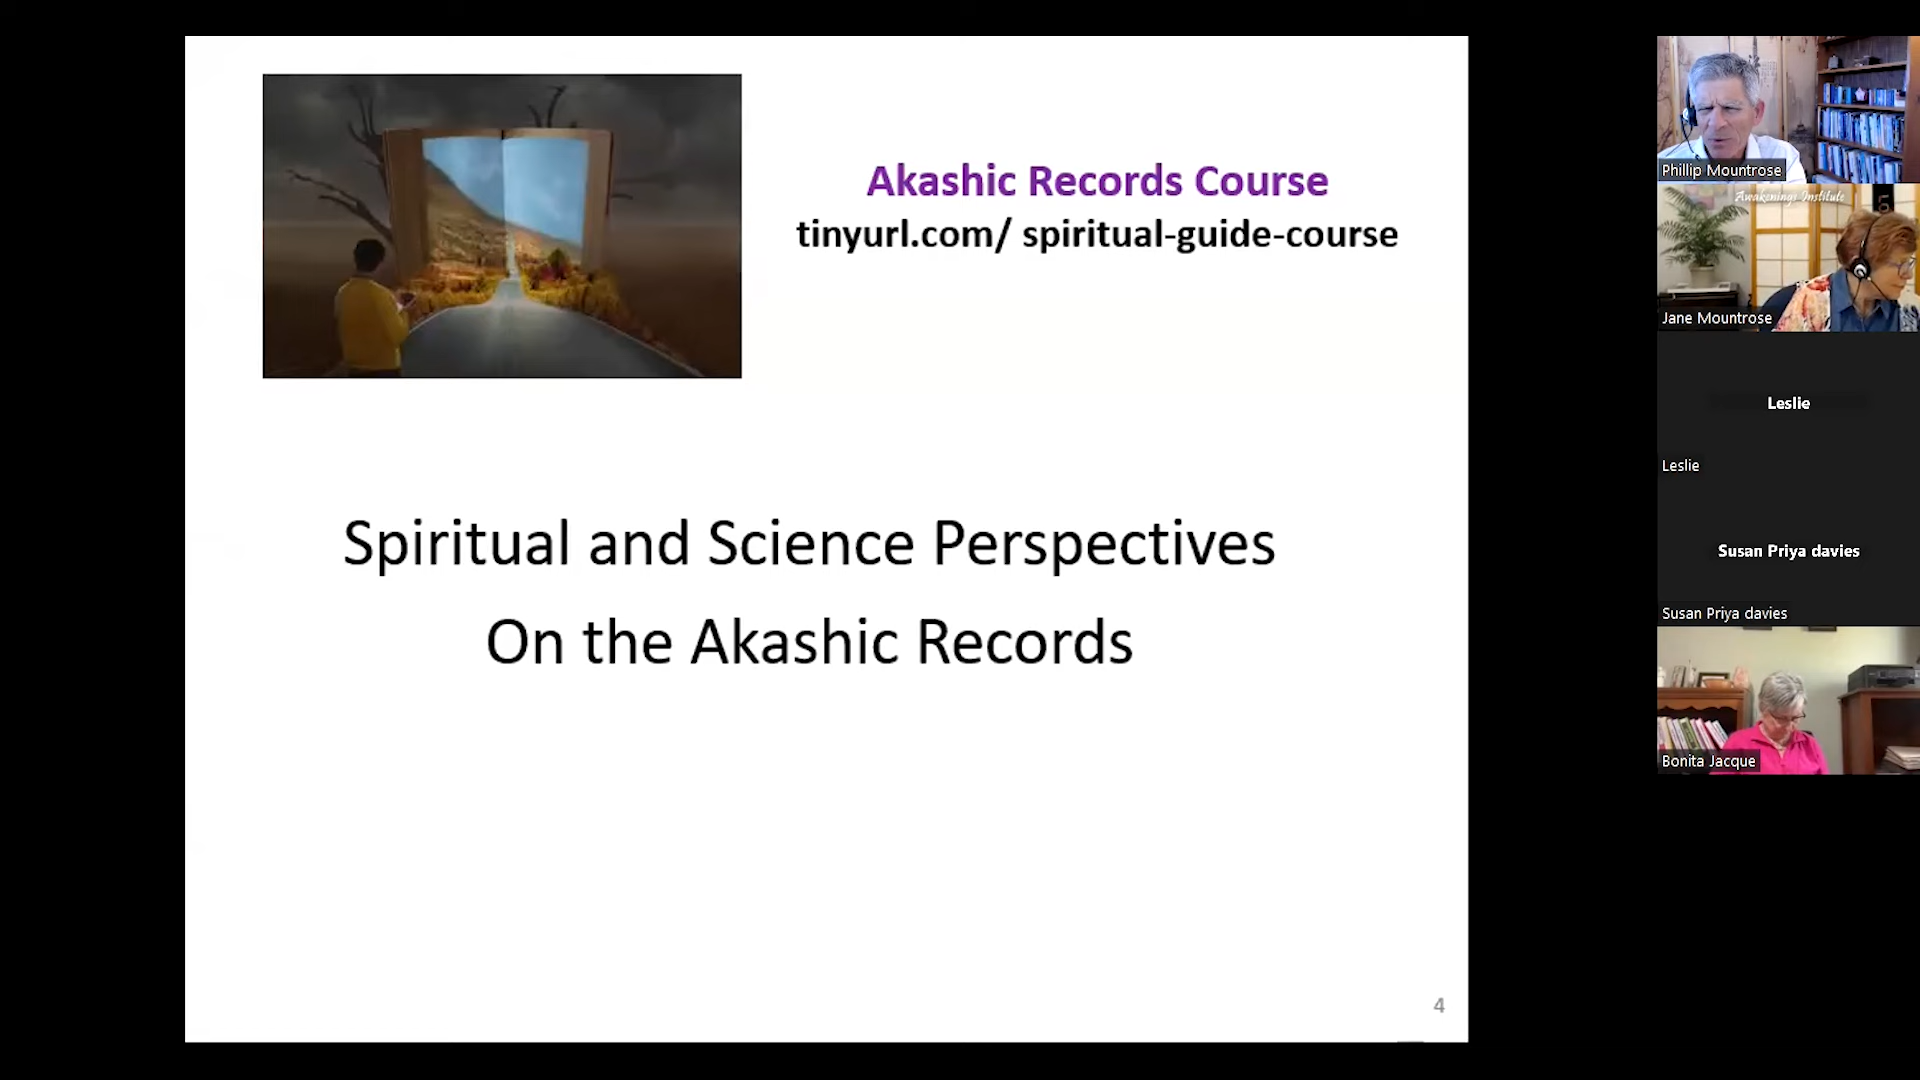 Akashic Records Course
tinyurl.com/ spiritual-guide-course
Spiritual and Science Perspectives
On the Akashic Records
4
Phillip Mountrose
Awakenings Institute
Jane Mountrose
Leslie
Leslie
Susan Priya davies
Susan Priya davies
Bonita Jacque